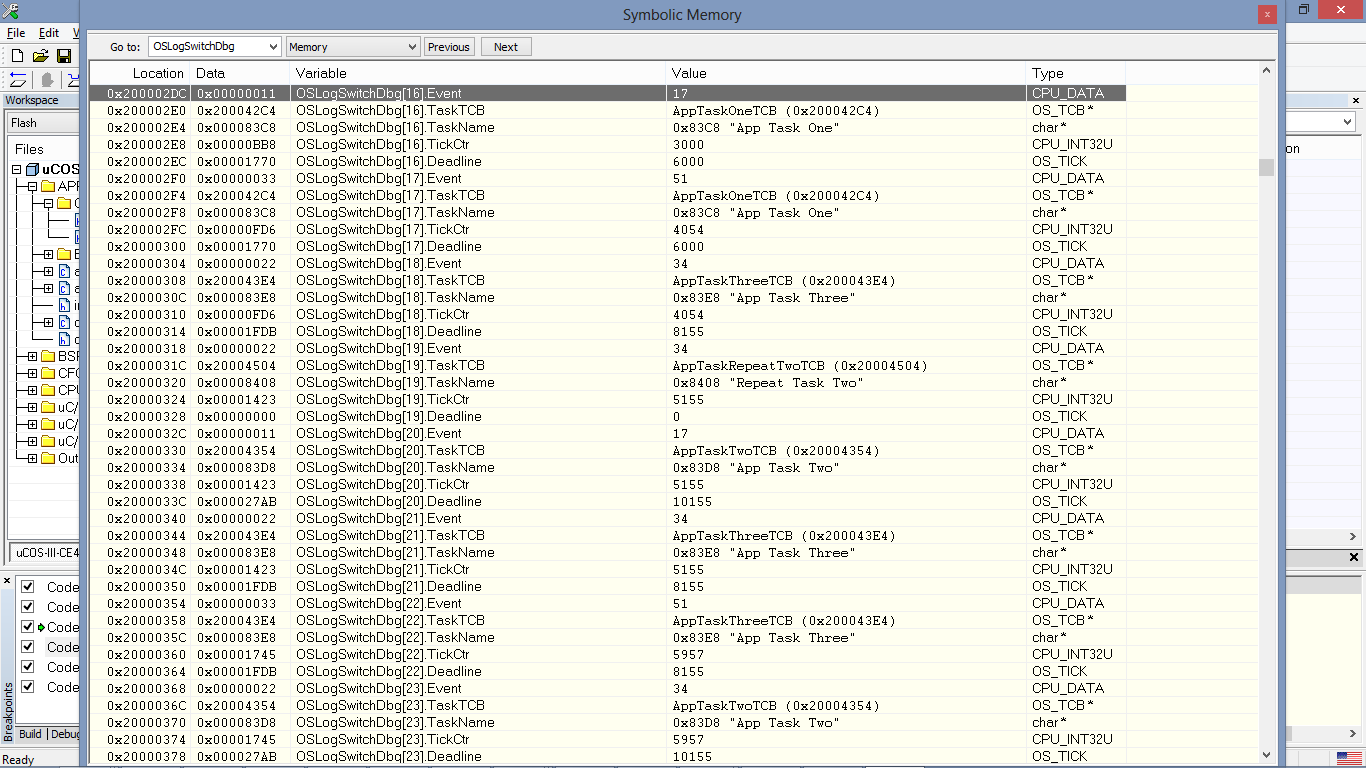 Symbolic Memory
x
File Edit V
Go to: OSLogSwitchDbg Memory Previous Next
Workspace
Flash
Files
uCOS
APP
BSP
CPU
uC/
uC/
uC/
Out
uCOS-III-CE4
Location Data Variable Value Type
0x200002DC 0x00000011 OSLogSwitchDbg[16].Event 17 CPU_DATA
0x200002E0 0x200042C4 OSLogSwitchDbg[16].TaskTCB AppTaskOneTCB (0x200042C4) OS_TCB*
0x200002E4 0x000083C8 OSLogSwitchDbg[16].TaskName 0x83C8 "App Task One" char*
0x200002E8 0x00000BB8 OSLogSwitchDbg[16].TickCtr 3000 CPU_INT32U
0x200002EC 0x00001770 OSLogSwitchDbg[16].Deadline 6000 OS_TICK
0x200002F0 0x00000033 OSLogSwitchDbg[17].Event 51 CPU_DATA
0x200002F4 0x200042C4 OSLogSwitchDbg[17].TaskTCB AppTaskOneTCB (0x200042C4) OS_TCB*
0x200002F8 0x000083C8 OSLogSwitchDbg[17].TaskName 0x83C8 "App Task One" char*
0x200002FC 0x00000FD6 OSLogSwitchDbg[17].TickCtr 4054 CPU_INT32U
0x20000300 0x00001770 OSLogSwitchDbg[17].Deadline 6000 OS_TICK
0x20000304 0x00000022 OSLogSwitchDbg[18].Event 34 CPU_DATA
0x20000308 0x200043E4 OSLogSwitchDbg[18].TaskTCB AppTaskThreeTCB (0x200043E4) OS_TCB*
0x2000030C 0x000083E8 OSLogSwitchDbg[18].TaskName 0x83E8 "App Task Three" char*
0x20000310 0x00000FD6 OSLogSwitchDbg[18].TickCtr 4054 CPU_INT32U
0x20000314 0x00001FDB OSLogSwitchDbg[18].Deadline 8155 OS_TICK
0x20000318 0x00000022 OSLogSwitchDbg[19].Event 34 CPU_DATA
0x2000031C 0x20004504 OSLogSwitchDbg[19].TaskTCB AppTaskRepeatTwoTCB (0x20004504) OS_TCB*
0x20000320 0x00008408 OSLogSwitchDbg[19].TaskName 0x8408 "Repeat Task Two" char*
0x20000324 0x00001423 OSLogSwitchDbg[19].TickCtr 5155 CPU_INT32U
0x20000328 0x00000000 OSLogSwitchDbg[19].Deadline 0 OS_TICK
0x2000032C 0x00000011 OSLogSwitchDbg[20].Event 17 CPU_DATA
0x20000330 0x20004354 OSLogSwitchDbg[20].TaskTCB AppTaskTwoTCB (0x20004354) OS_TCB*
0x20000334 0x000083D8 OSLogSwitchDbg[20].TaskName 0x83D8 "App Task Two" char*
0x20000338 0x00001423 OSLogSwitchDbg[20].TickCtr 5155 CPU_INT32U
0x2000033C 0x000027AB OSLogSwitchDbg[20].Deadline 10155 OS_TICK
0x20000340 0x00000022 OSLogSwitchDbg[21].Event 34 CPU_DATA
0x20000344 0x200043E4 OSLogSwitchDbg[21].TaskTCB AppTaskThreeTCB (0x200043E4) OS_TCB*
0x20000348 0x000083E8 OSLogSwitchDbg[21].TaskName 0x83E8 "App Task Three" char*
0x2000034C 0x00001423 OSLogSwitchDbg[21].TickCtr 5155 CPU_INT32U
0x20000350 0x00001FDB OSLogSwitchDbg[21].Deadline 8155 OS_TICK
0x20000354 0x00000033 OSLogSwitchDbg[22].Event 51 CPU_DATA
0x20000358 0x200043E4 OSLogSwitchDbg[22].TaskTCB AppTaskThreeTCB (0x200043E4) OS_TCB*
0x2000035C 0x000083E8 OSLogSwitchDbg[22].TaskName 0x83E8 "App Task Three" char*
0x20000360 0x00001745 OSLogSwitchDbg[22].TickCtr 5957 CPU_INT32U
0x20000364 0x00001FDB OSLogSwitchDbg[22].Deadline 8155 OS_TICK
0x20000368 0x00000022 OSLogSwitchDbg[23].Event 34 CPU_DATA
0x2000036C 0x20004354 OSLogSwitchDbg[23].TaskTCB AppTaskTwoTCB (0x20004354) OS_TCB*
0x20000370 0x000083D8 OSLogSwitchDbg[23].TaskName 0x83D8 "App Task Two" char*
0x20000374 0x00001745 OSLogSwitchDbg[23].TickCtr 5957 CPU_INT32U
0x20000378 0x000027AB OSLogSwitchDbg[23].Deadline 10155 OS_TICK
on
Code
Code
Code
Code
Code
Code
Breakpoints
Build Debug
Ready